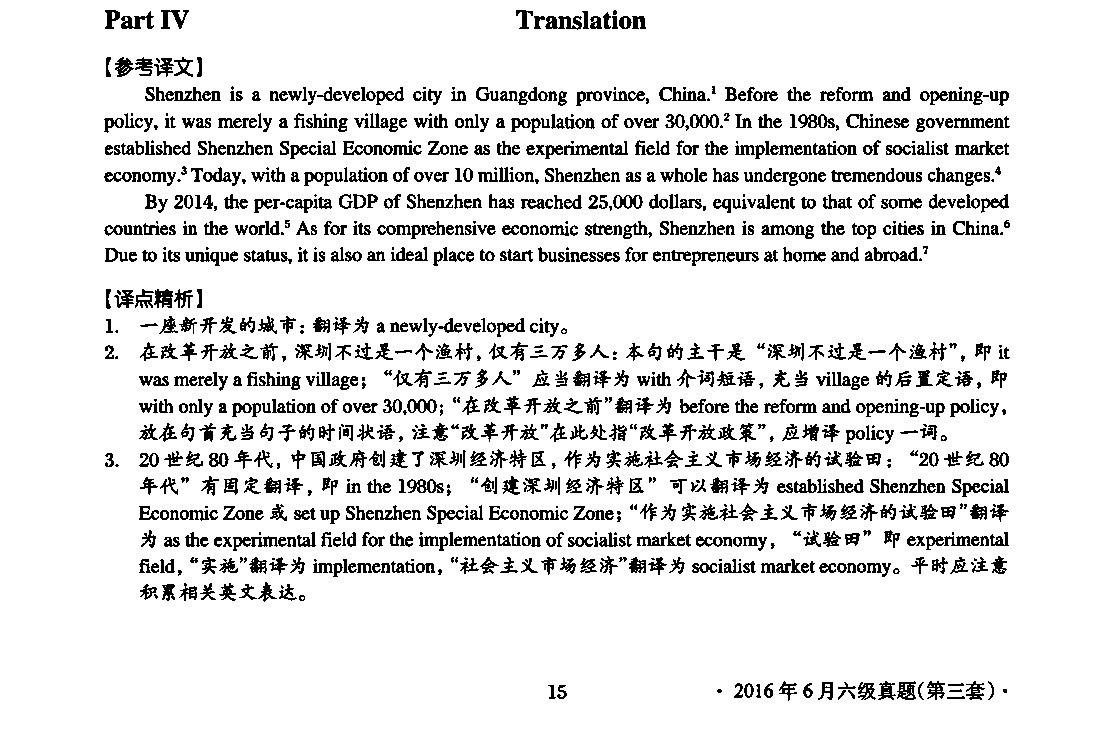 Part IV Translation
【参考译文】
Shenzhen is a newly-developed city in Guangdong province, China.¹ Before the reform and opening-up
policy, it was merely a fishing village with only a population of over 30,000.² In the 1980s, Chinese government
established Shenzhen Special Economic Zone as the experimental field for the implementation of socialist market
economy.³ Today, with a population of over 10 million, Shenzhen as a whole has undergone tremendous changes.⁴
By 2014, the per-capita GDP of Shenzhen has reached 25,000 dollars, equivalent to that of some developed
countries in the world.⁵ As for its comprehensive economic strength, Shenzhen is among the top cities in China.⁶
Due to its unique status, it is also an ideal place to start businesses for entrepreneurs at home and abroad.⁷
【译点精析】
1. 一座新开发的城市：翻译为 a newly-developed city。
2. 在改革开放之前，深圳不过是一个渔村，仅有三万多人：本句的主干是“深圳不过是一个渔村”，即 it
was merely a fishing village；“仅有三万多人”应当翻译为 with 介词短语，充当 village 的后置定语，即
with only a population of over 30,000；“在改革开放之前”翻译为 before the reform and opening-up policy，
放在句首充当句子的时间状语，注意“改革开放”在此处指“改革开放政策”，应增译 policy 一词。
3. 20 世纪 80 年代，中国政府创建了深圳经济特区，作为实施社会主义市场经济的试验田：“20 世纪 80
年代”有固定翻译，即 in the 1980s；“创建深圳经济特区”可以翻译为 established Shenzhen Special
Economic Zone 或 set up Shenzhen Special Economic Zone；“作为实施社会主义市场经济的试验田”翻译
为 as the experimental field for the implementation of socialist market economy，“试验田”即 experimental
field，“实施”翻译为 implementation，“社会主义市场经济”翻译为 socialist market economy。平时应注意
积累相关英文表达。
15 · 2016 年 6 月六级真题(第三套) ·